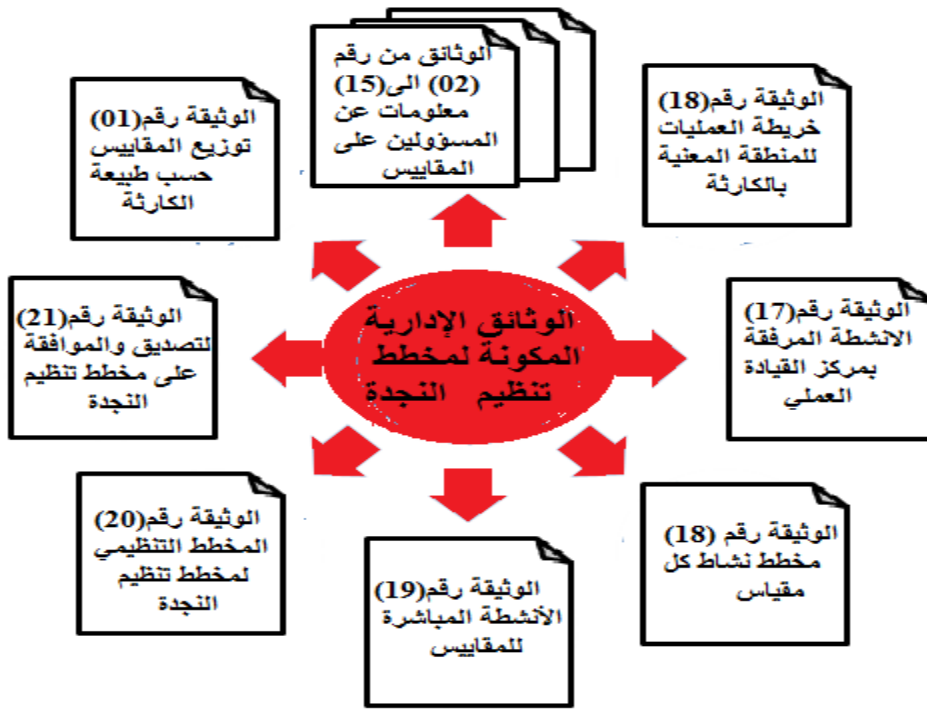 الوثائق من رقم
(02) الى(15)
معلومات عن
المسؤولين على
المقاييس
الوثيقة رقم(18)
خريطة العمليات
للمنطقة المعنية
بالكارثة
الوثيقة رقم(01)
توزيع المقاييس
حسب طبيعة
الكارثة
الوثيقة رقم(17)
الانشطة المرفقة
بمركز القيادة
العملي
الوثائق الإدارية
المكونة لمخطط
تنظيم النجدة
الوثيقة رقم(21)
لتصديق والموافقة
على مخطط تنظيم
النجدة
الوثيقة رقم (18)
مخطط نشاط كل
مقياس
الوثيقة رقم(19)
الأنشطة المباشرة
للمقاييس
الوثيقة رقم(20)
المخطط التنظيمي
لمخطط تنظيم
النجدة